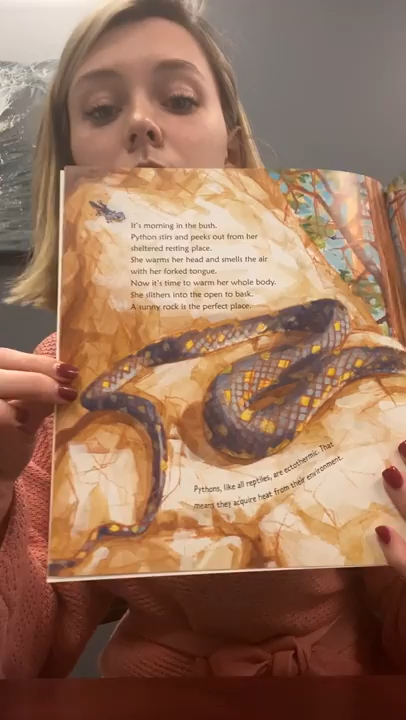 It's morning in the bush.
Python stirs and peeks out from her
sheltered resting place.
She warms her head and smells the air
with her forked tongue.
Now it's time to warm her whole body.
She slithers into the open to bask.
A sunny rock is the perfect place.
Pythons, like all reptiles, are ectothermic. That
means they acquire heat from their environment.